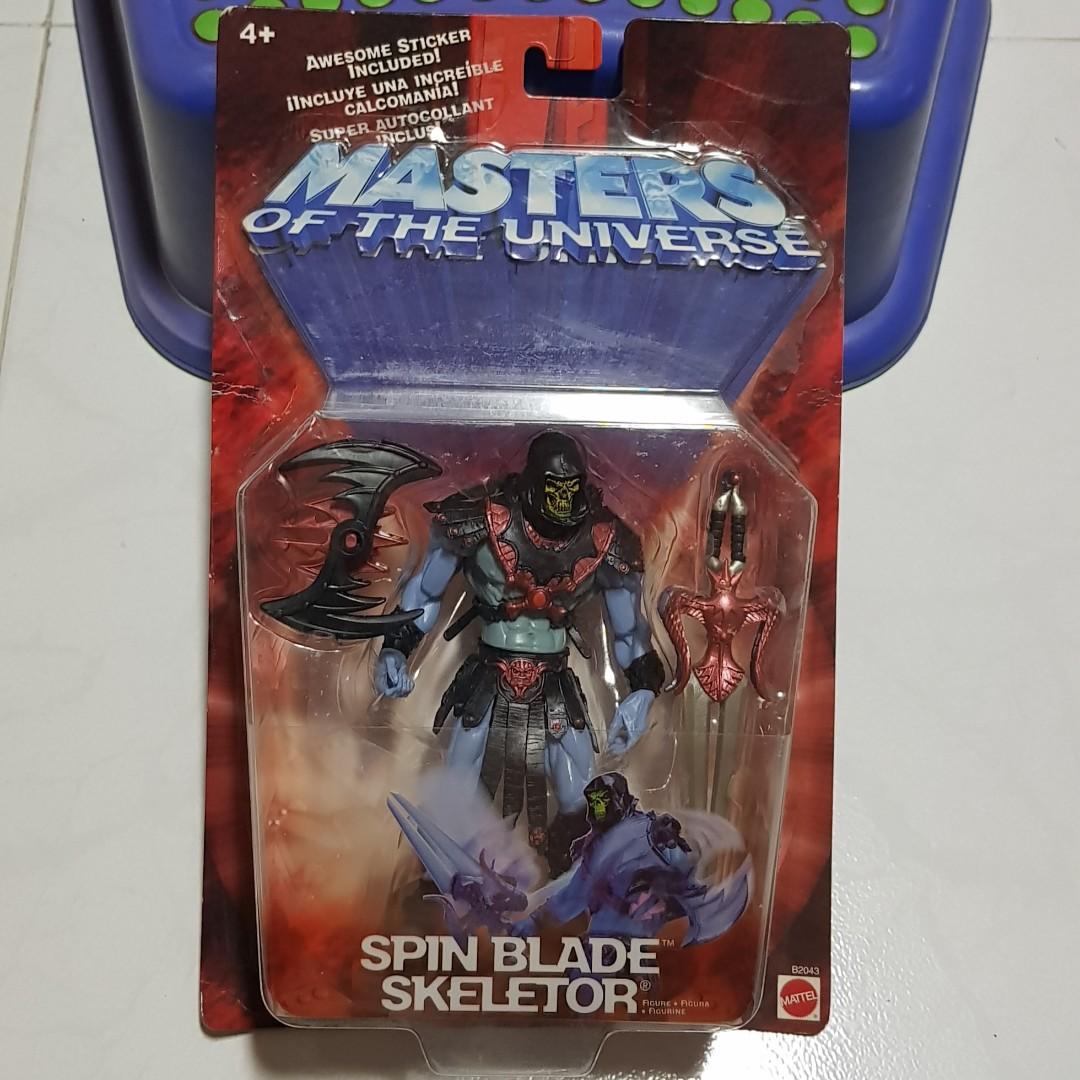 4+
AWESOME STICKER
INCLUDED!
¡INCLUYE UNA INCREÍBLE
CALCOMANÍA!
SUPER AUTOCOLLANT
INCLUS!
MASTERS
OF THE UNIVERSE®
SPIN BLADE™
SKELETOR®
FIGURE • FIGURA
• FIGURINE
B2043
MATTEL®